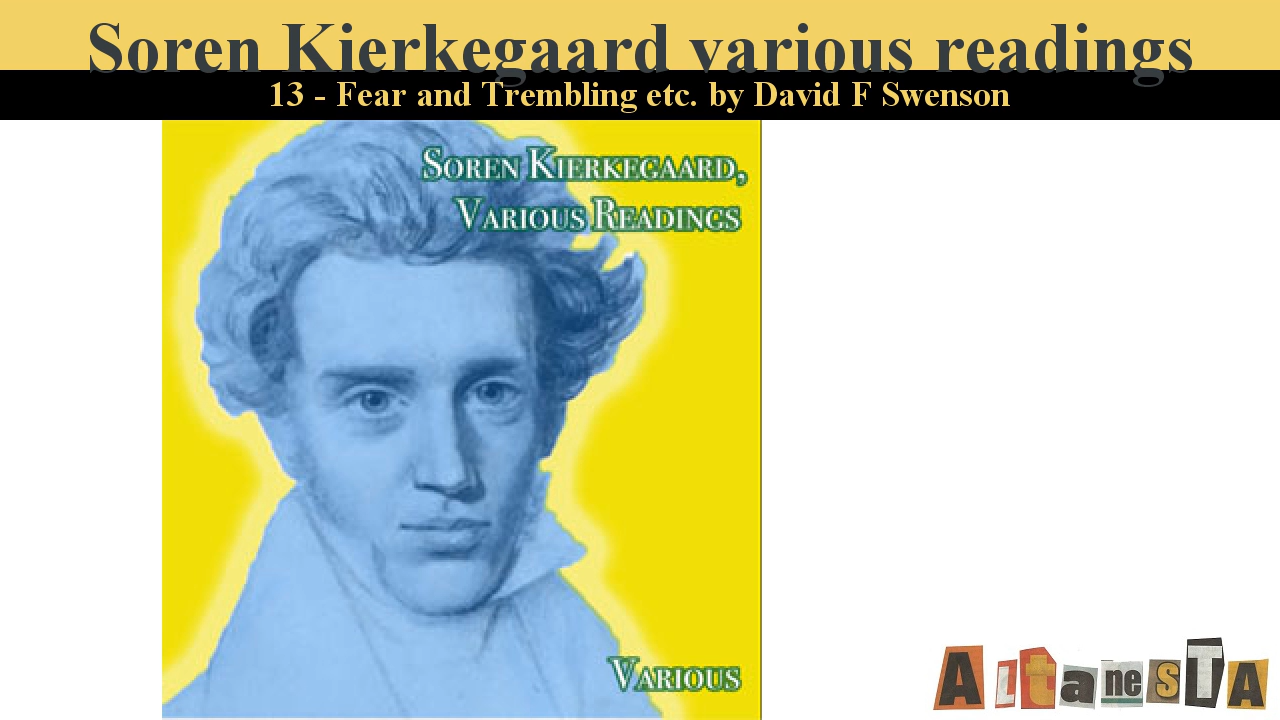 Soren Kierkegaard various readings
13 - Fear and Trembling etc. by David F Swenson
Soren Kierkegaard,
Various Readings
Various
AltanesTA